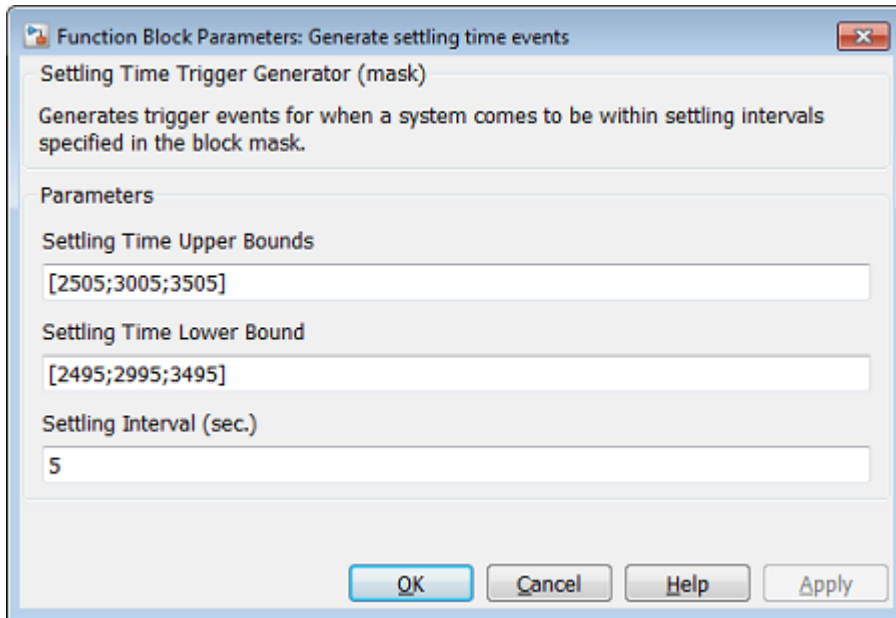 Function Block Parameters: Generate settling time events
Settling Time Trigger Generator (mask)
Generates trigger events for when a system comes to be within settling intervals
specified in the block mask.
Parameters
Settling Time Upper Bounds
[2505;3005;3505]
Settling Time Lower Bound
[2495;2995;3495]
Settling Interval (sec.)
5
OK Cancel Help Apply